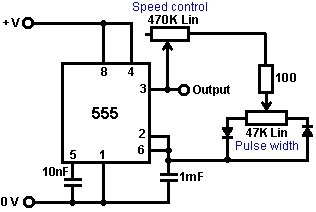 Speed control
470K Lin
+V
8
4
3
Output
100
555
2
6
47K Lin
Pulse width
5
1
10nF
1mF
0 V